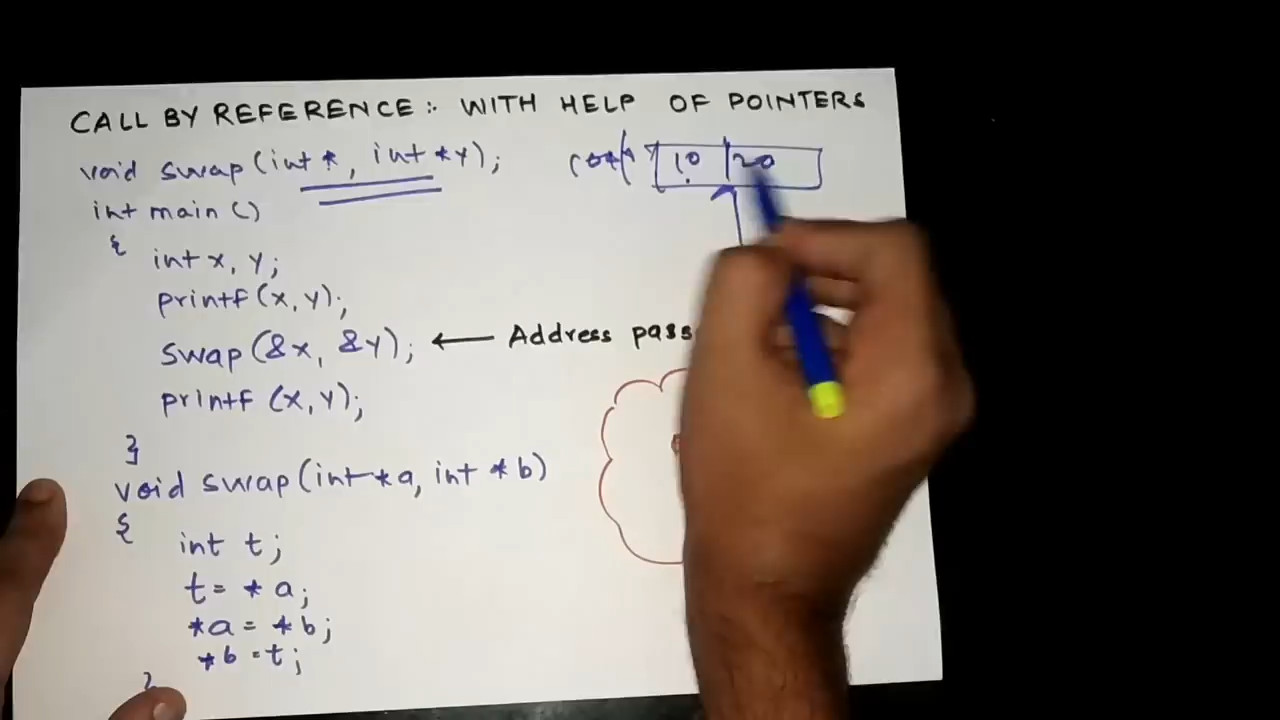 CALL BY REFERENCE:- WITH HELP OF POINTERS
void swap(int *, int *y);
10 20
int main()
{
int x, y;
printf(x, y);
swap(&x, &y); ← Address pass
printf(x, y);
}
void swap(int *a, int *b)
{
int t;
t = *a;
*a = *b;
*b = t;
}